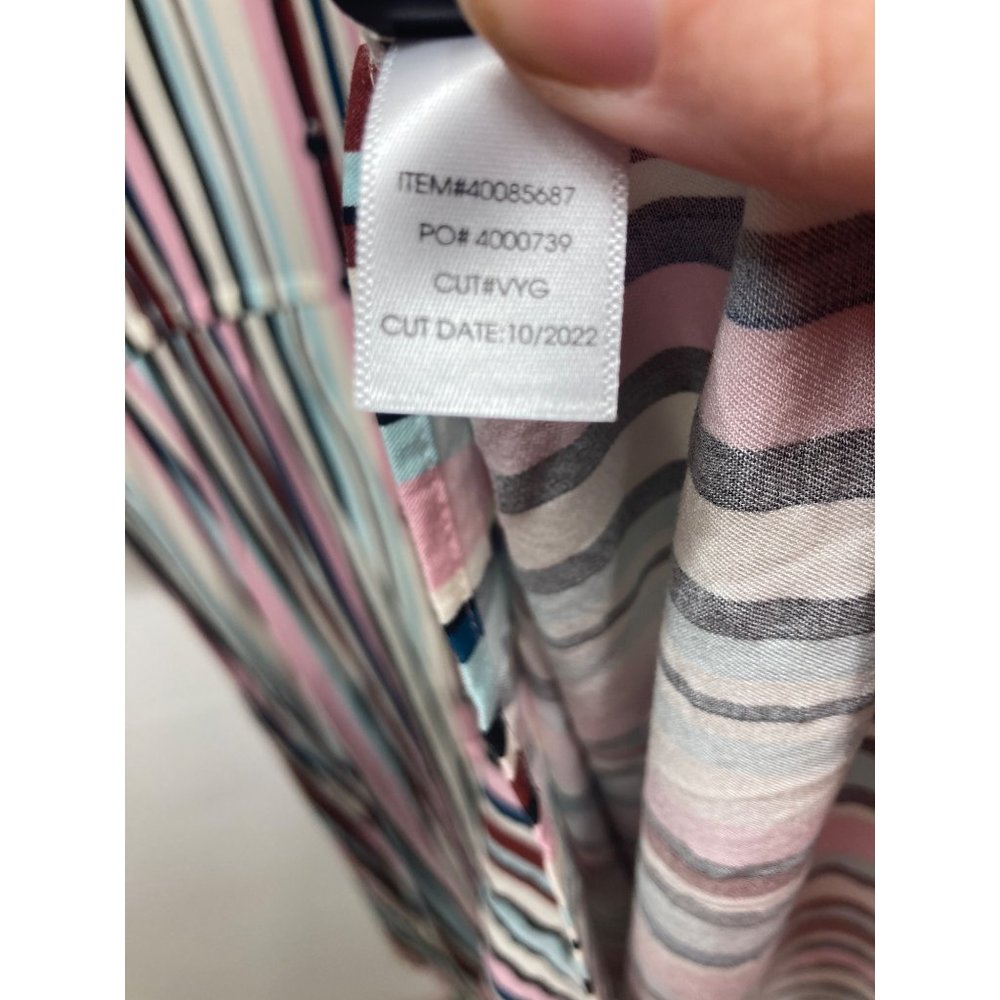 ITEM#40085687
PO# 4000739
CUT#VYG
CUT DATE:10/2022